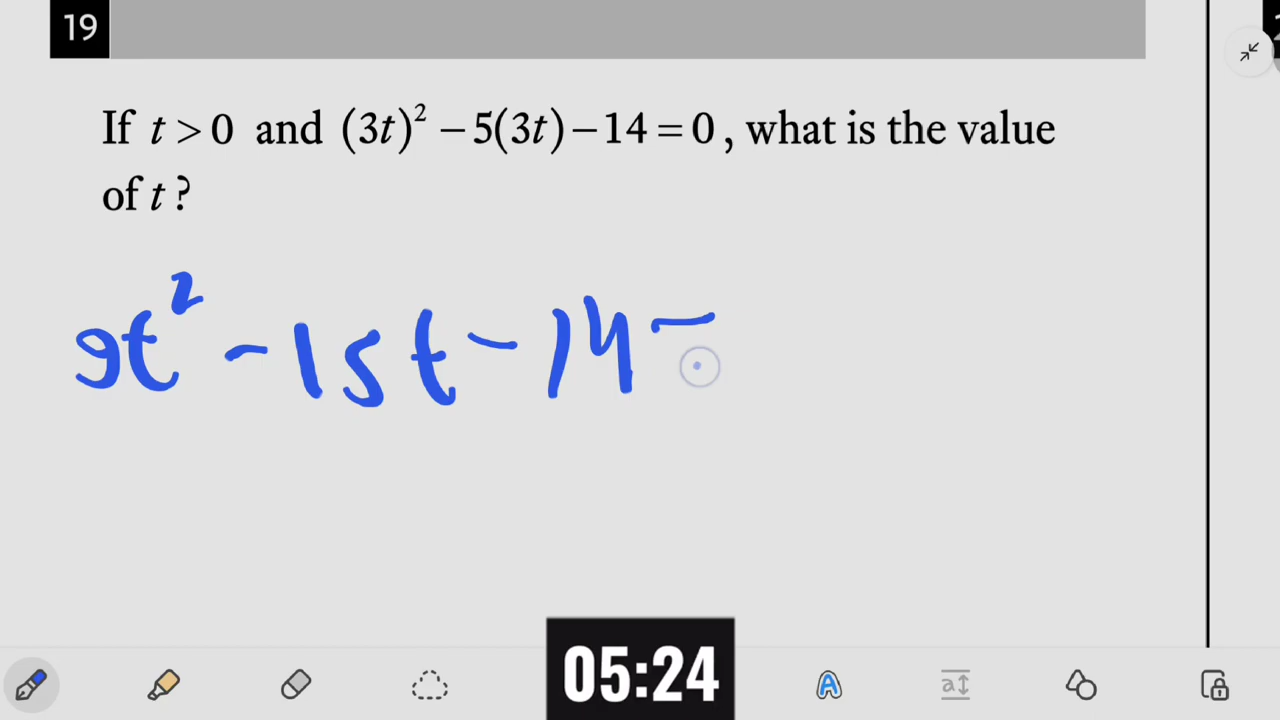 19
If t > 0 and (3t)² − 5(3t) − 14 = 0, what is the value
of t ?
9t² − 15t − 14 =
05:24
A a